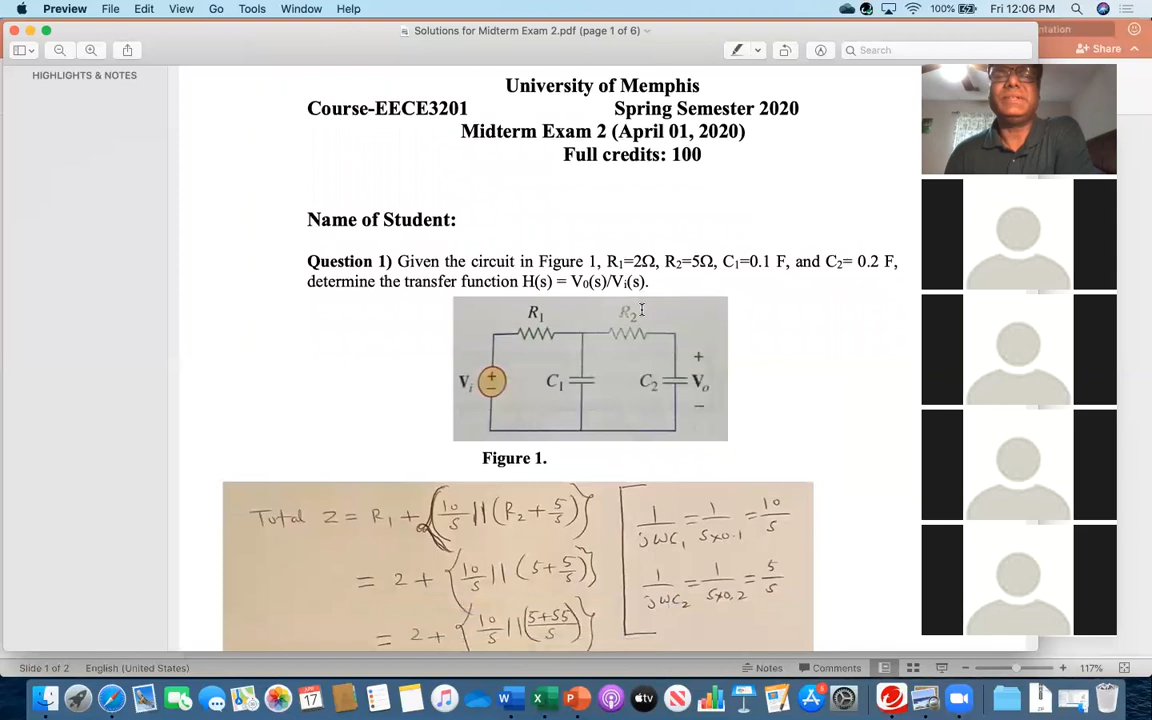 Preview File Edit View Go Tools Window Help 100% Fri 12:06 PM
Solutions for Midterm Exam 2.pdf (page 1 of 6)
Search
Share
HIGHLIGHTS & NOTES
University of Memphis
Course-EECE3201 Spring Semester 2020
Midterm Exam 2 (April 01, 2020)
Full credits: 100
Name of Student:
Question 1) Given the circuit in Figure 1, R₁=2Ω, R₂=5Ω, C₁=0.1 F, and C₂= 0.2 F,
determine the transfer function H(s) = V₀(s)/Vᵢ(s).
R₁ R₂
+
Vᵢ + − C₁ C₂ Vₒ
−
Figure 1.
Total Z = R₁ + {10/s || (R₂ + 5/s)} [ 1/jωC₁ = 1/s×0.1 = 10/s
= 2 + {10/s || (5 + 5/s)} 1/jωC₂ = 1/s×0.2 = 5/s
= 2 + {10/s || (5+5s/s)}
Slide 1 of 2 English (United States) Notes Comments 117%
17